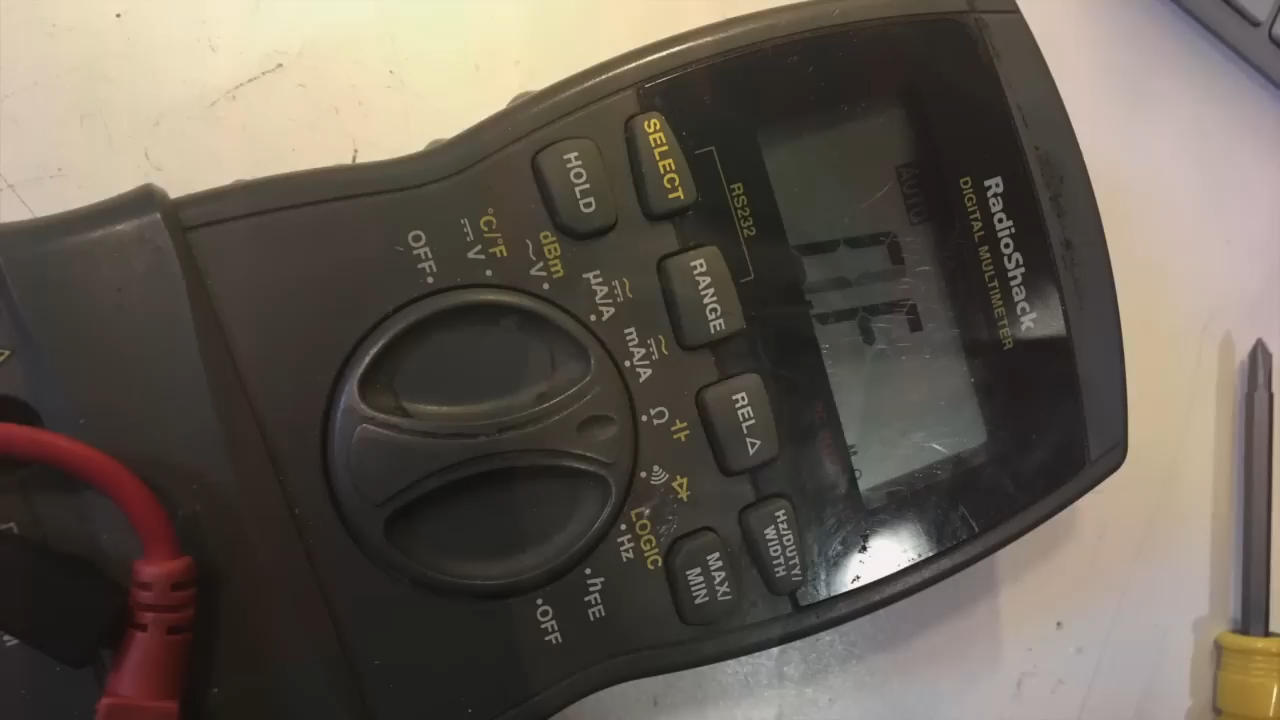 RadioShack
DIGITAL MULTIMETER
AUTO
RS232
SELECT
HOLD
RANGE
REL△
Hz/DUTY/
WIDTH
MAX/
MIN
OFF
°C/°F
V
dBm
~V
µA/A
mA/A
Ω
LOGIC
Hz
hFE
OFF